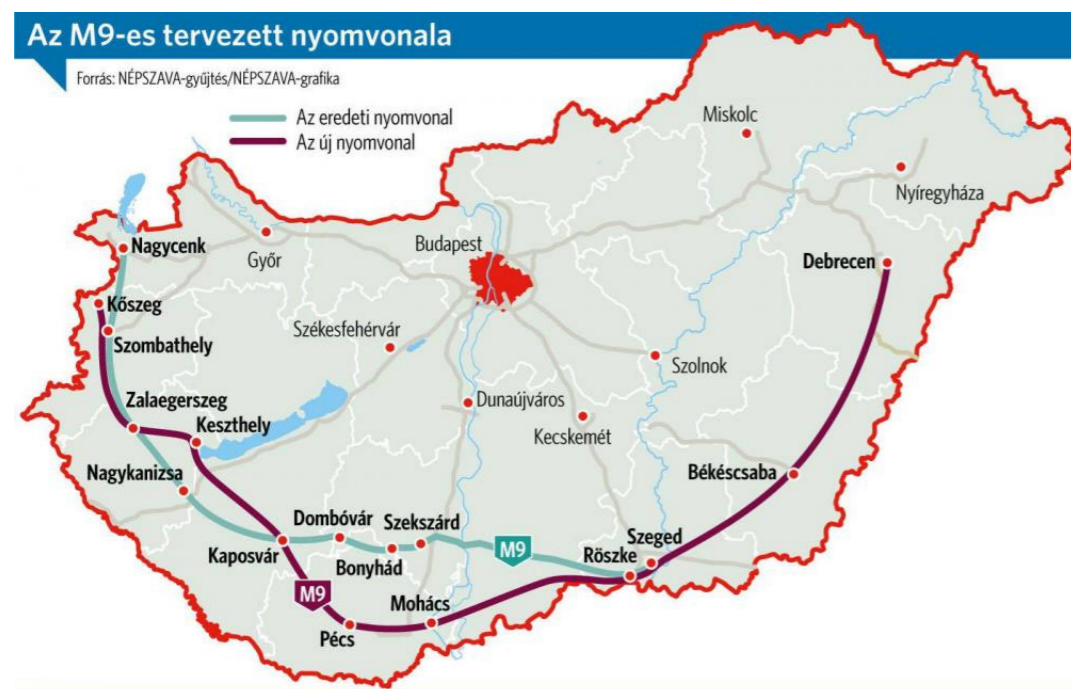 Az M9-es tervezett nyomvonala
Forrás: NÉPSZAVA-gyűjtés/NÉPSZAVA-grafika
Az eredeti nyomvonal
Az új nyomvonal
Miskolc
Nyíregyháza
Nagycenk
Győr
Budapest
Debrecen
Kőszeg
Szombathely
Székesfehérvár
Szolnok
Zalaegerszeg
Keszthely
Dunaújváros
Kecskemét
Nagykanizsa
Békéscsaba
Dombóvár
Szekszárd
Kaposvár
Bonyhád
M9
Szeged
Röszke
M9
Mohács
Pécs